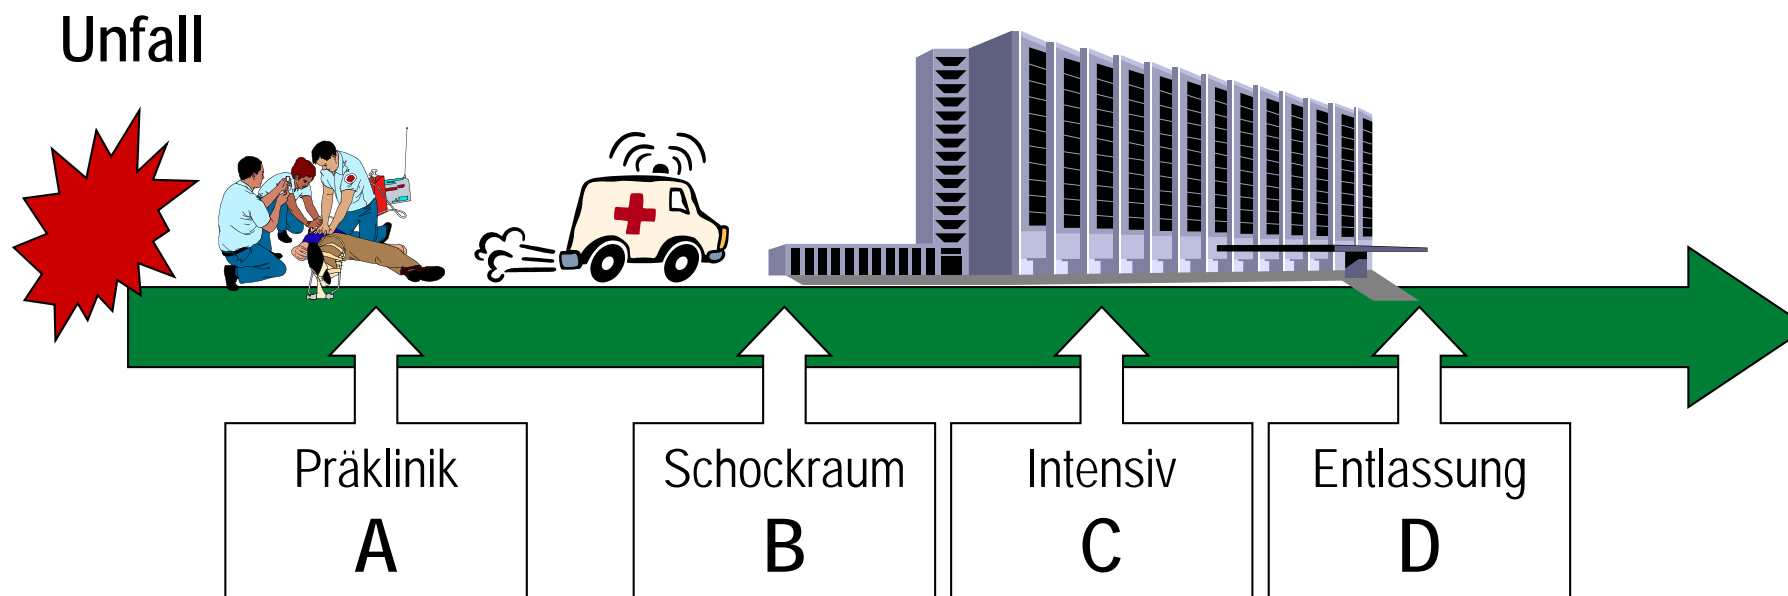 Unfall
Präklinik
A
Schockraum
B
Intensiv
C
Entlassung
D